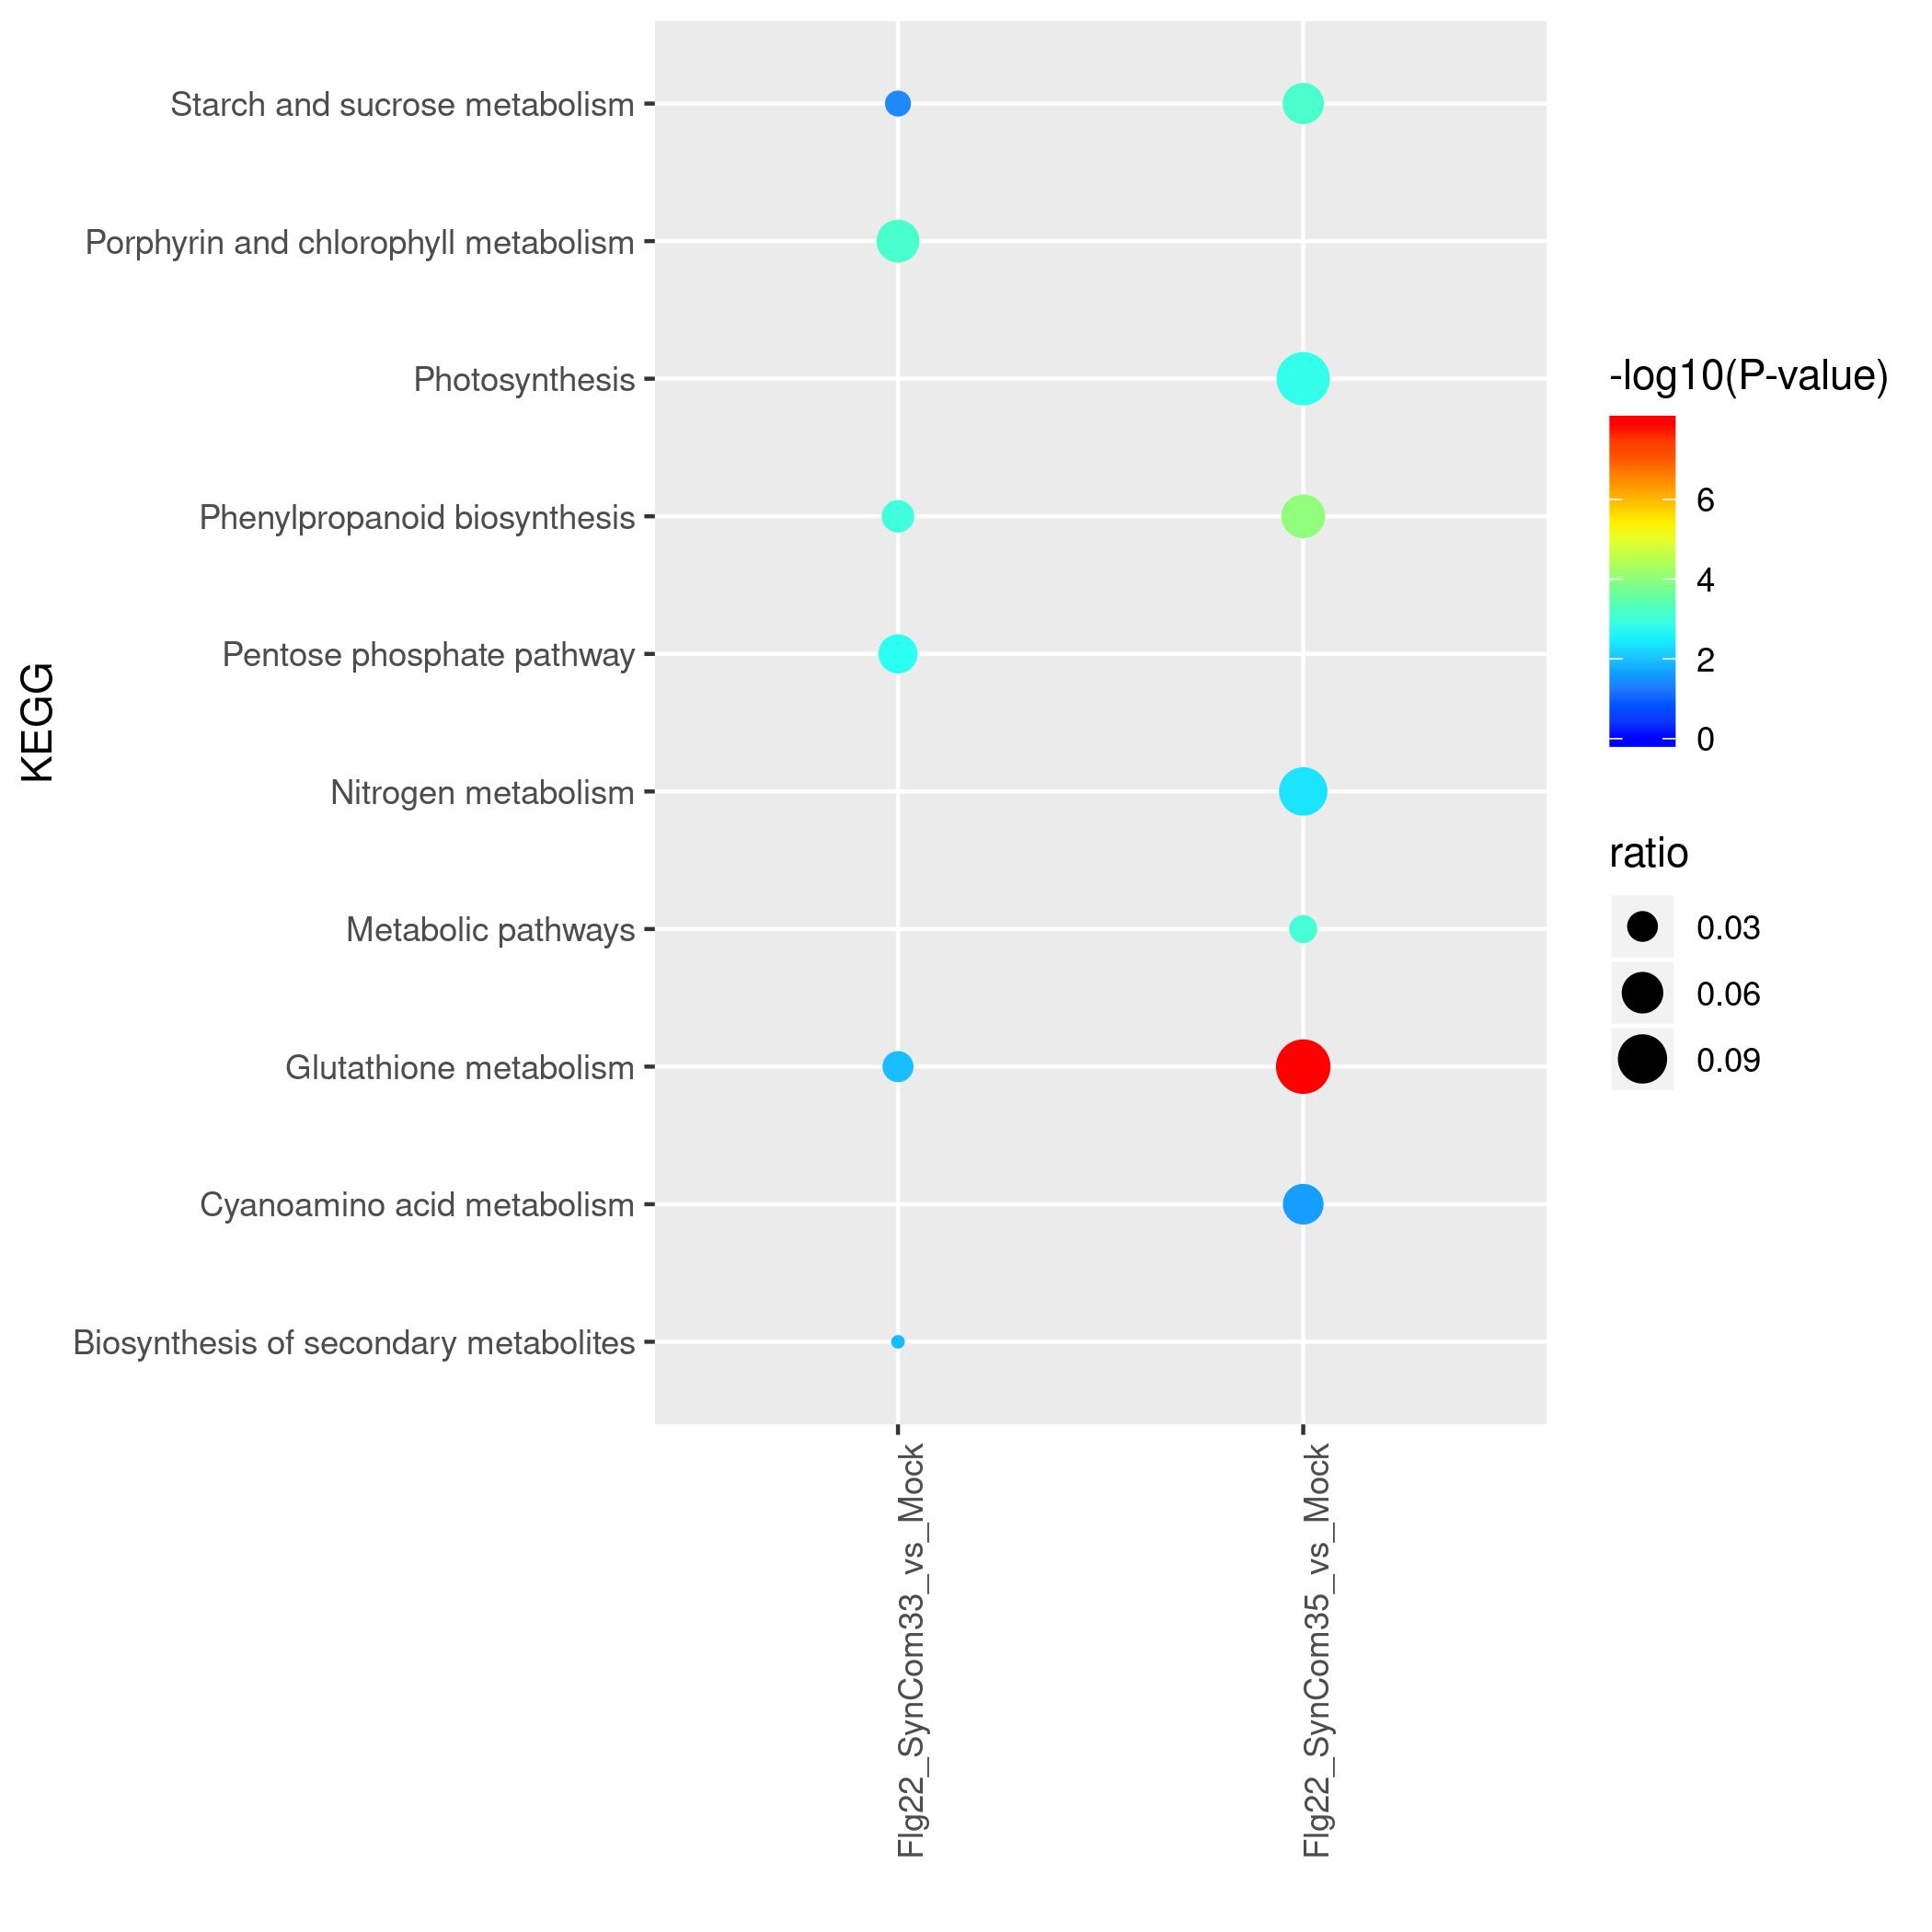 KEGG
Starch and sucrose metabolism
Porphyrin and chlorophyll metabolism
Photosynthesis
Phenylpropanoid biosynthesis
Pentose phosphate pathway
Nitrogen metabolism
Metabolic pathways
Glutathione metabolism
Cyanoamino acid metabolism
Biosynthesis of secondary metabolites
Flg22_SynCom33_vs_Mock
Flg22_SynCom35_vs_Mock
-log10(P-value)
6
4
2
0
ratio
0.03
0.06
0.09